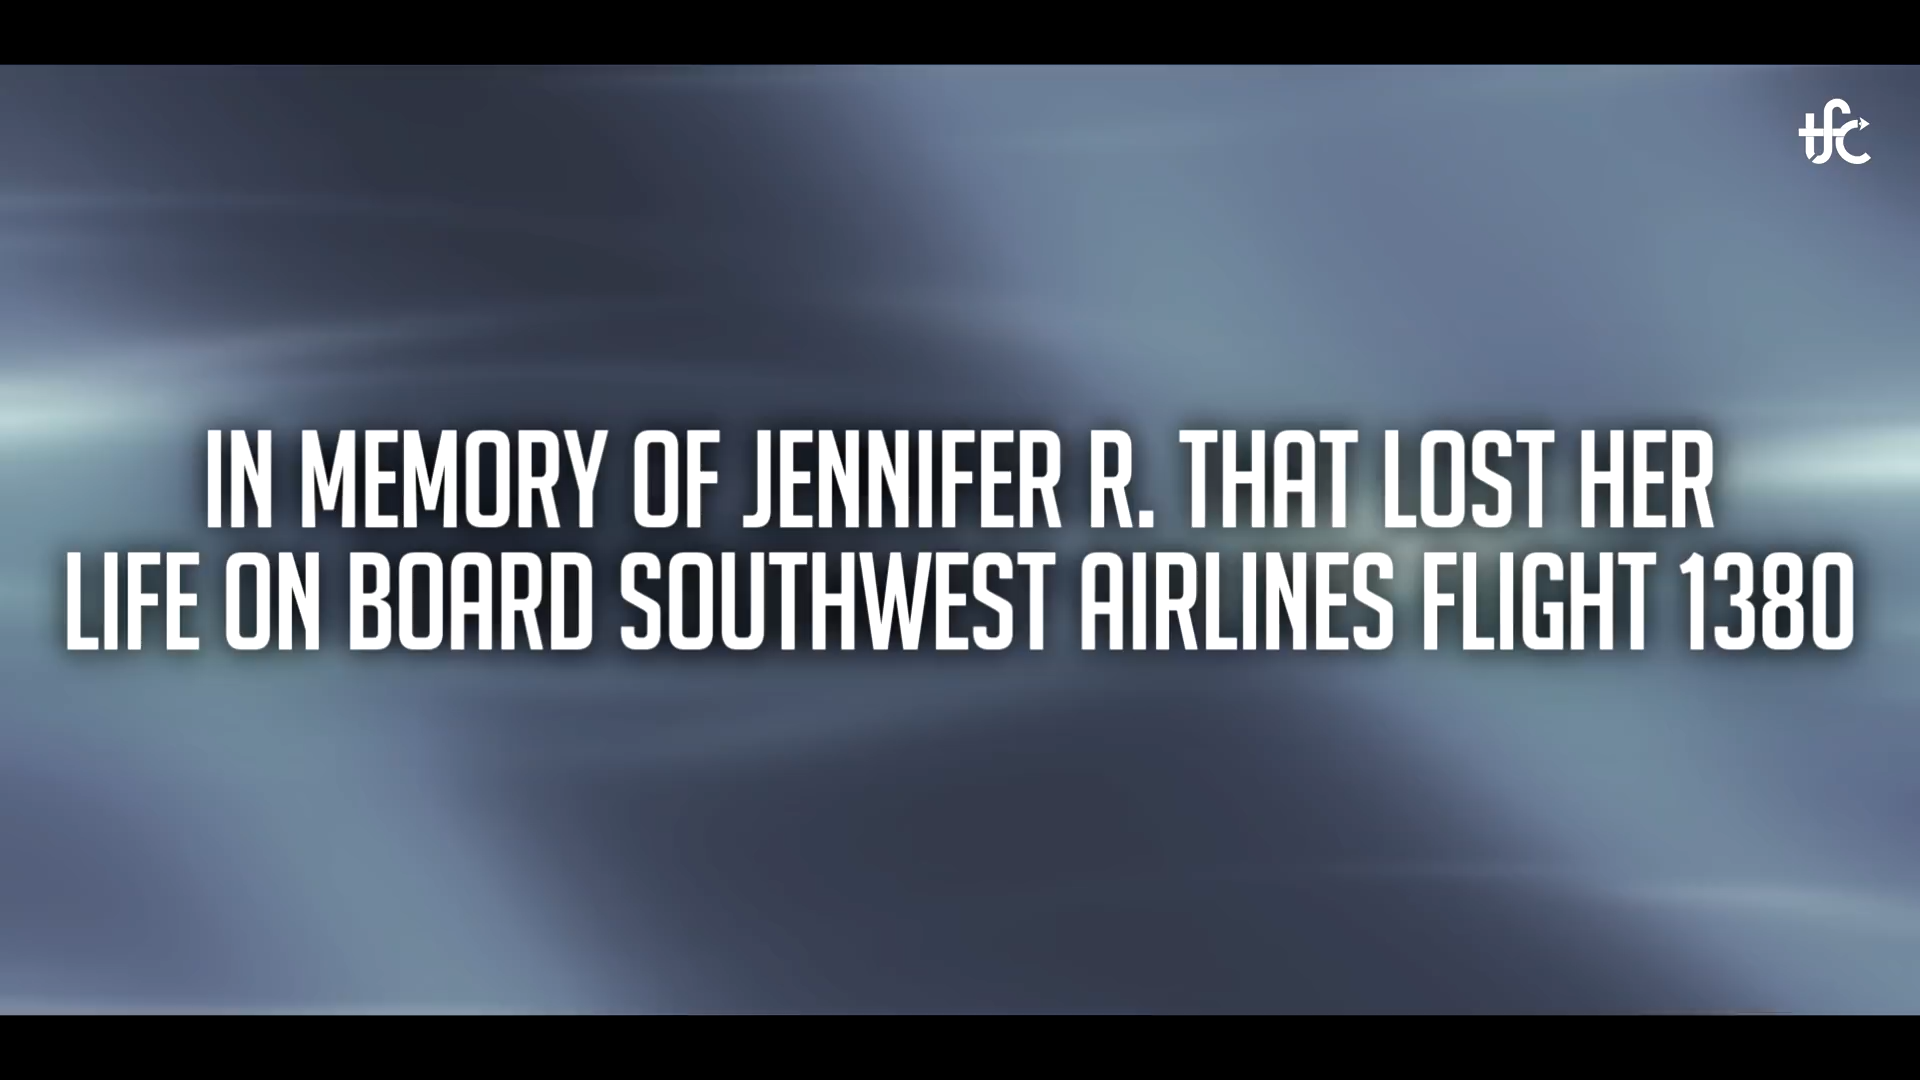 tfc
IN MEMORY OF JENNIFER R. THAT LOST HER
LIFE ON BOARD SOUTHWEST AIRLINES FLIGHT 1380